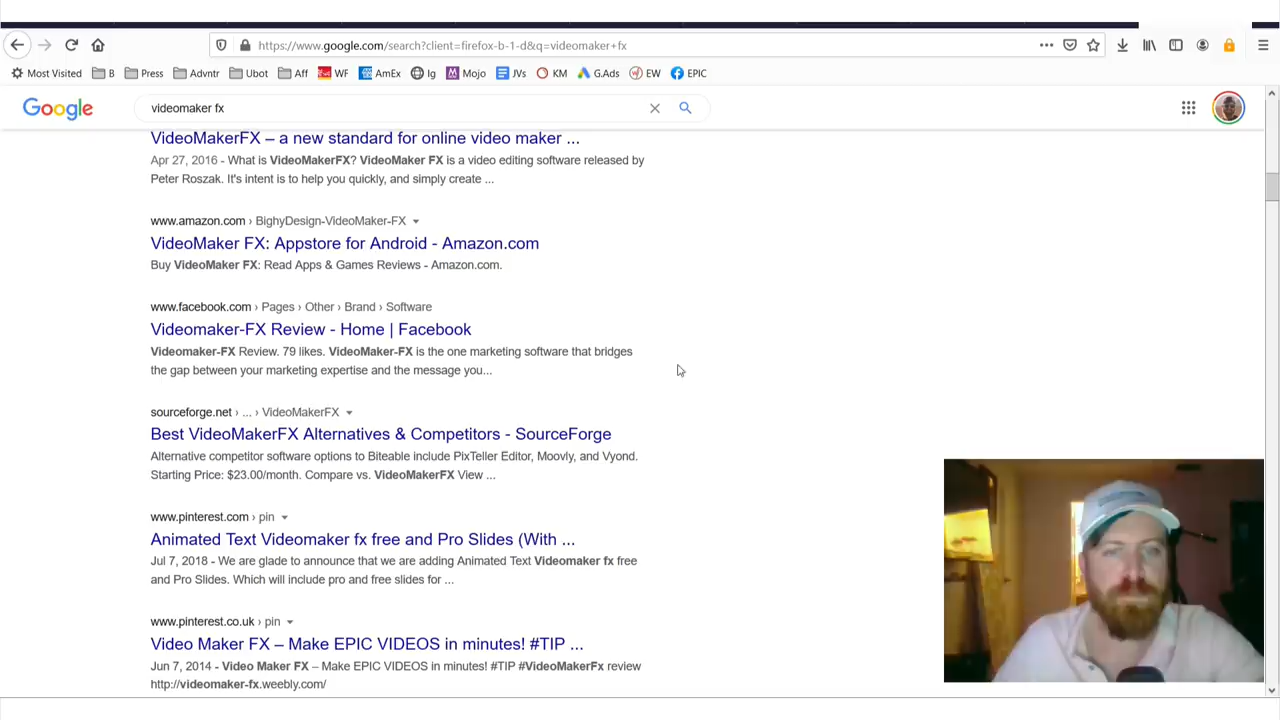 https://www.google.com/search?client=firefox-b-1-d&q=videomaker+fx
Most Visited B Press Advntr Ubot Aff WF AmEx Ig Mojo JVs KM G.Ads EW EPIC
Google videomaker fx
VideoMakerFX – a new standard for online video maker ...
Apr 27, 2016 - What is VideoMakerFX? VideoMaker FX is a video editing software released by
Peter Roszak. It's intent is to help you quickly, and simply create ...
www.amazon.com › BighyDesign-VideoMaker-FX
VideoMaker FX: Appstore for Android - Amazon.com
Buy VideoMaker FX: Read Apps & Games Reviews - Amazon.com.
www.facebook.com › Pages › Other › Brand › Software
Videomaker-FX Review - Home | Facebook
Videomaker-FX Review. 79 likes. VideoMaker-FX is the one marketing software that bridges
the gap between your marketing expertise and the message you...
sourceforge.net › ... › VideoMakerFX
Best VideoMakerFX Alternatives & Competitors - SourceForge
Alternative competitor software options to Biteable include PixTeller Editor, Moovly, and Vyond.
Starting Price: $23.00/month. Compare vs. VideoMakerFX View ...
www.pinterest.com › pin
Animated Text Videomaker fx free and Pro Slides (With ...
Jul 7, 2018 - We are glade to announce that we are adding Animated Text Videomaker fx free
and Pro Slides. Which will include pro and free slides for ...
www.pinterest.co.uk › pin
Video Maker FX – Make EPIC VIDEOS in minutes! #TIP ...
Jun 7, 2014 - Video Maker FX – Make EPIC VIDEOS in minutes! #TIP #VideoMakerFx review
http://videomaker-fx.weebly.com/